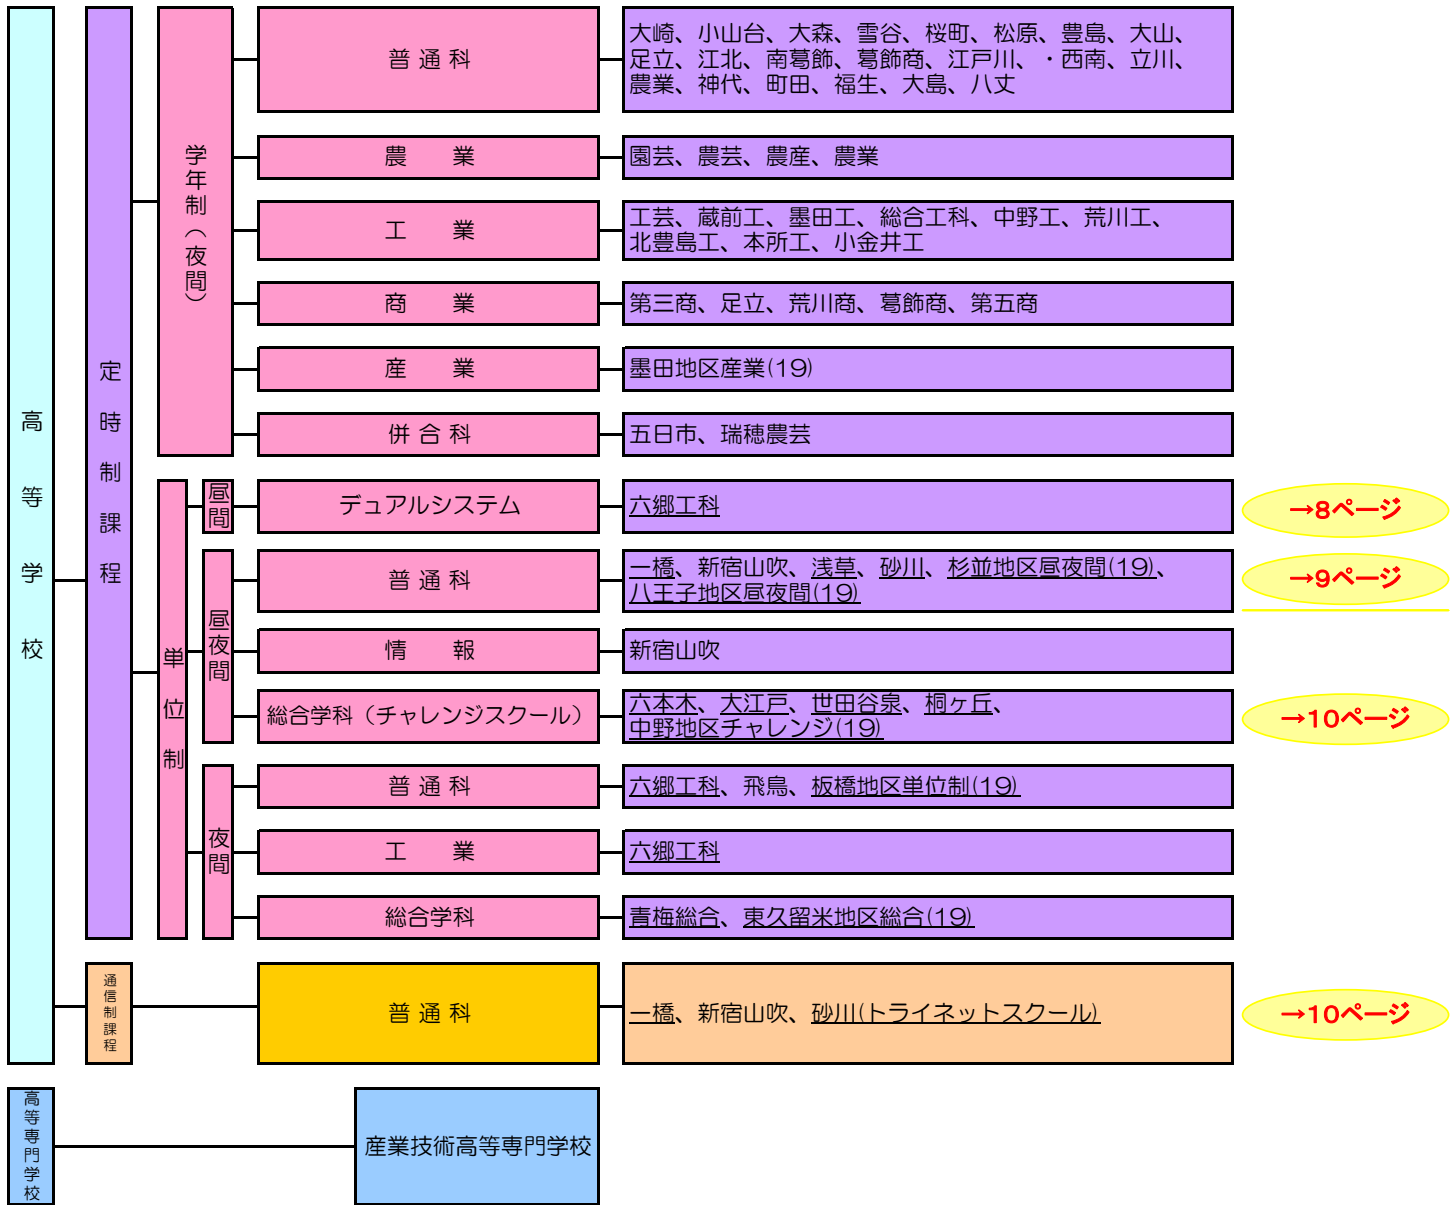 高等学校
定時制課程
学年制（夜間）
普通科
大崎、小山台、大森、雪谷、桜町、松原、豊島、大山、
足立、江北、南葛飾、葛飾商、江戸川、・西南、立川、
農業、神代、町田、福生、大島、八丈
農　業
園芸、農芸、農産、農業
工　業
工芸、蔵前工、墨田工、総合工科、中野工、荒川工、
北豊島工、本所工、小金井工
商　業
第三商、足立、荒川商、葛飾商、第五商
産　業
墨田地区産業(19)
併合科
五日市、瑞穂農芸
単位制
昼間
デュアルシステム
六郷工科
→8ページ
昼夜間
普通科
一橋、新宿山吹、浅草、砂川、杉並地区昼夜間(19)、
八王子地区昼夜間(19)
→9ページ
情　報
新宿山吹
総合学科（チャレンジスクール）
六本木、大江戸、世田谷泉、桐ヶ丘、
中野地区チャレンジ(19)
→10ページ
夜間
普通科
六郷工科、飛鳥、板橋地区単位制(19)
工　業
六郷工科
総合学科
青梅総合、東久留米地区総合(19)
通信制課程
普通科
一橋、新宿山吹、砂川(トライネットスクール)
→10ページ
高等専門学校
産業技術高等専門学校